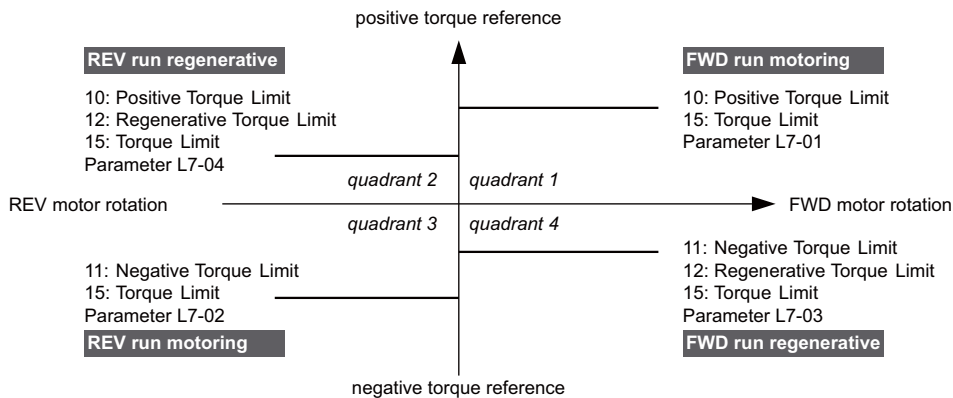 positive torque reference
REV run regenerative
10: Positive Torque Limit
12: Regenerative Torque Limit
15: Torque Limit
Parameter L7-04
FWD run motoring
10: Positive Torque Limit
15: Torque Limit
Parameter L7-01
quadrant 2
quadrant 1
REV motor rotation
FWD motor rotation
quadrant 3
quadrant 4
11: Negative Torque Limit
15: Torque Limit
Parameter L7-02
REV run motoring
11: Negative Torque Limit
12: Regenerative Torque Limit
15: Torque Limit
Parameter L7-03
FWD run regenerative
negative torque reference